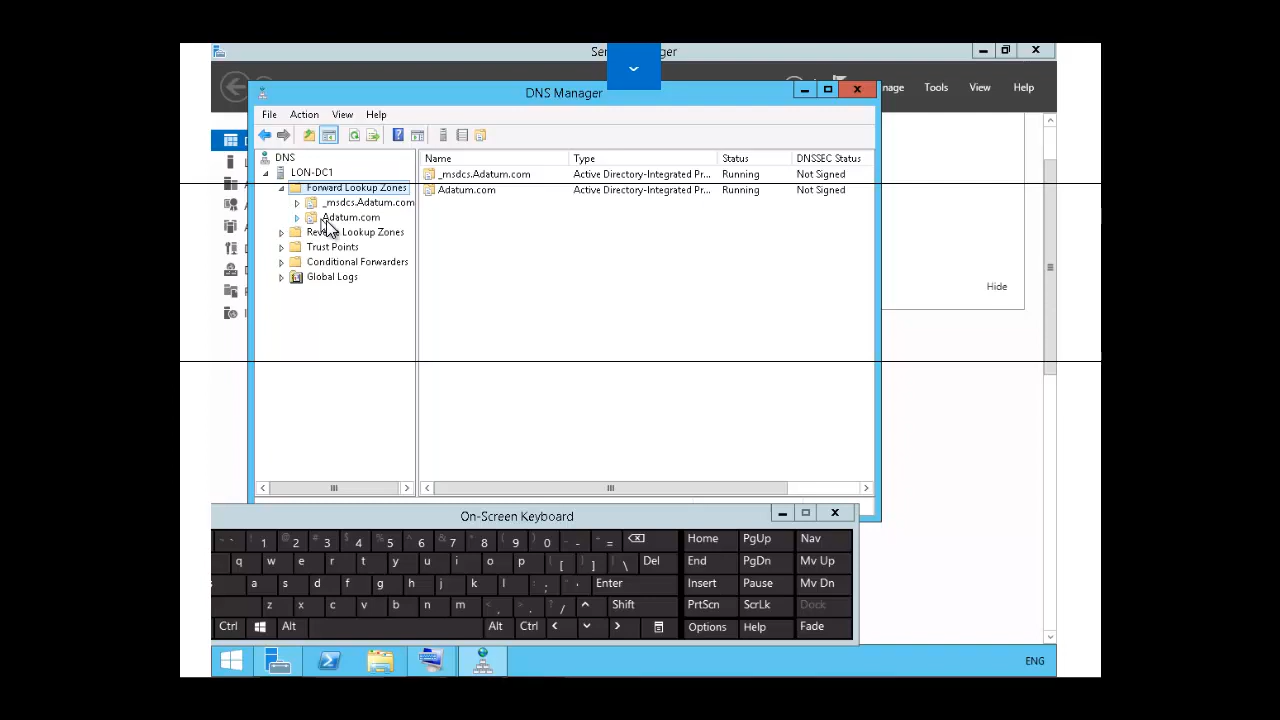 Ser
ger
nage
Tools
View
Help
DNS Manager
File Action View Help
DNS
LON-DC1
Forward Lookup Zones
_msdcs.Adatum.com
Adatum.com
Reve Lookup Zones
Trust Points
Conditional Forwarders
Global Logs
Name Type Status DNSSEC Status
_msdcs.Adatum.com Active Directory-Integrated Pr... Running Not Signed
Adatum.com Active Directory-Integrated Pr... Running Not Signed
Hide
On-Screen Keyboard
~ ` ! 1 @ 2 # 3 $ 4 % 5 ^ 6 & 7 * 8 ( 9 ) 0 _ - + = Home PgUp Nav
q w e r t y u i o p { [ } ] | \ Del End PgDn Mv Up
a s d f g h j k l : ; " ' Enter Insert Pause Mv Dn
z x c v b n m < , > . ? / Shift PrtScn ScrLk Dock
Ctrl Alt Alt Ctrl Options Help Fade
ENG